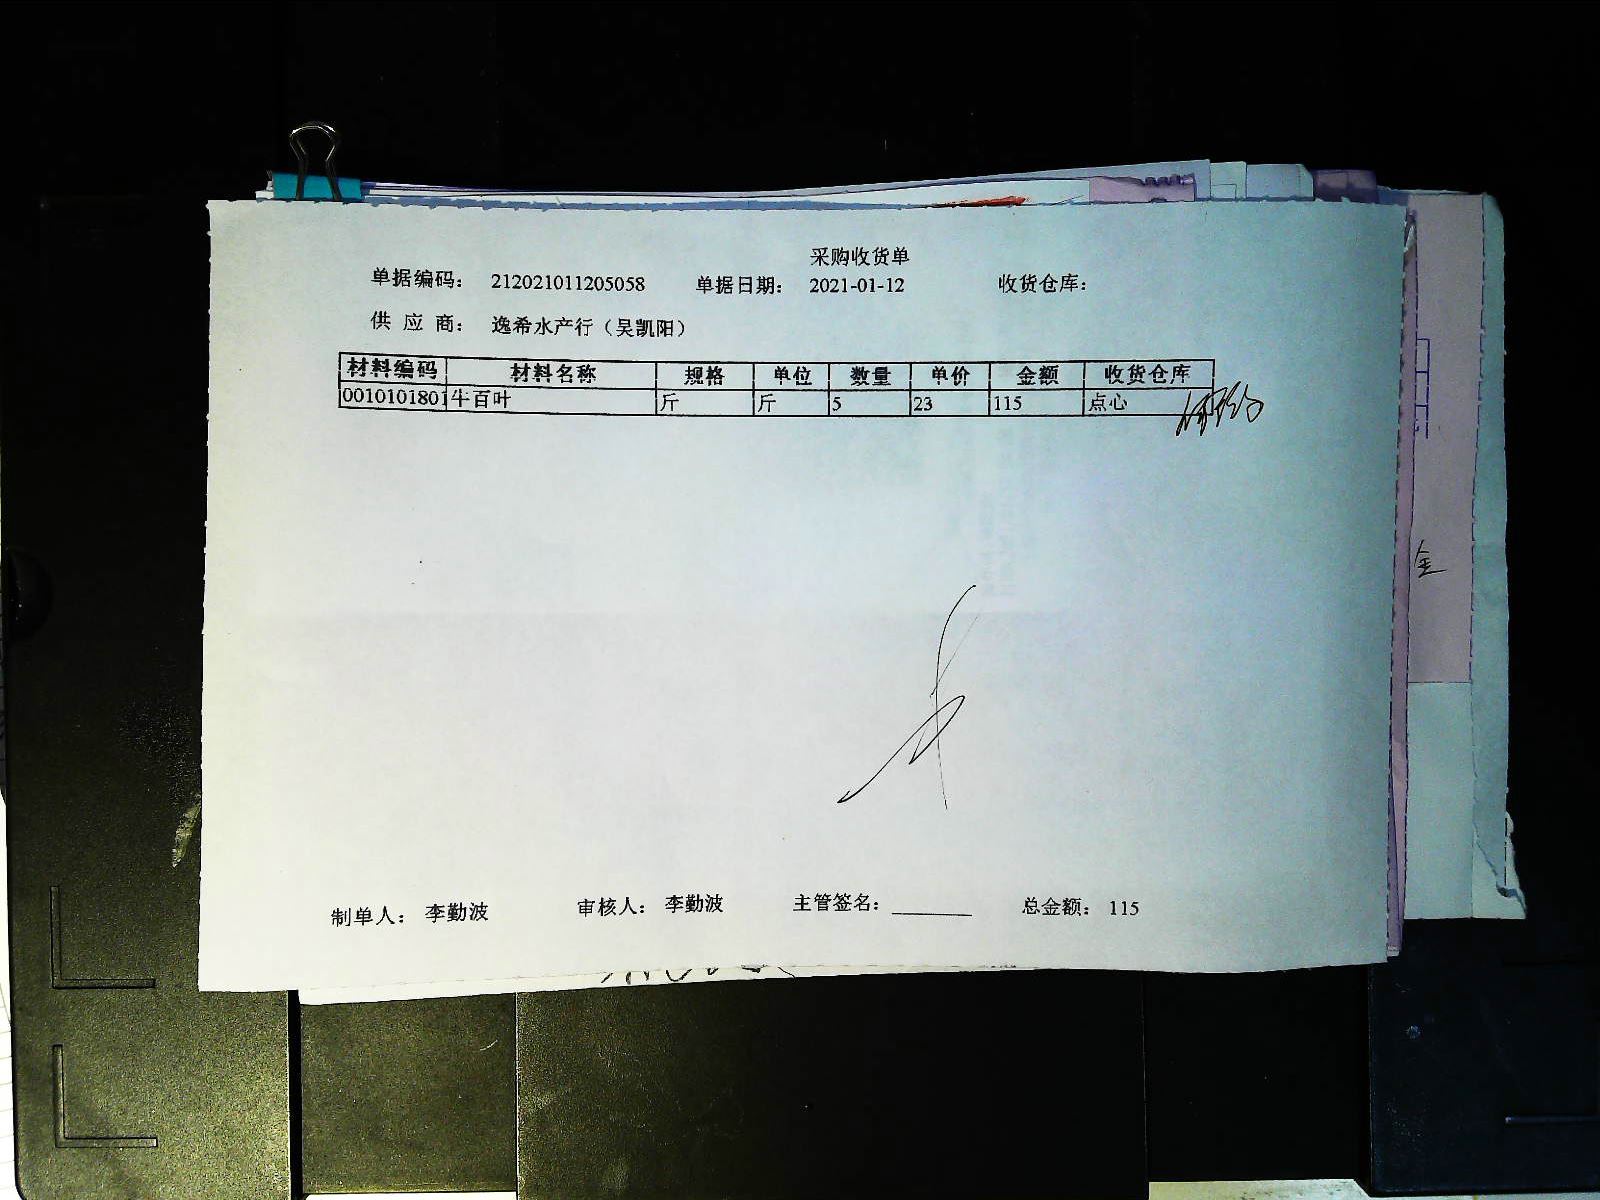 采购收货单
单据编码： 212021011205058 单据日期： 2021-01-12 收货仓库：
供 应 商： 逸希水产行（吴凯阳）
材料编码 材料名称 规格 单位 数量 单价 金额 收货仓库
0010101801 牛百叶 斤 斤 5 23 115 点心
金
制单人： 李勤波 审核人： 李勤波 主管签名： 总金额： 115